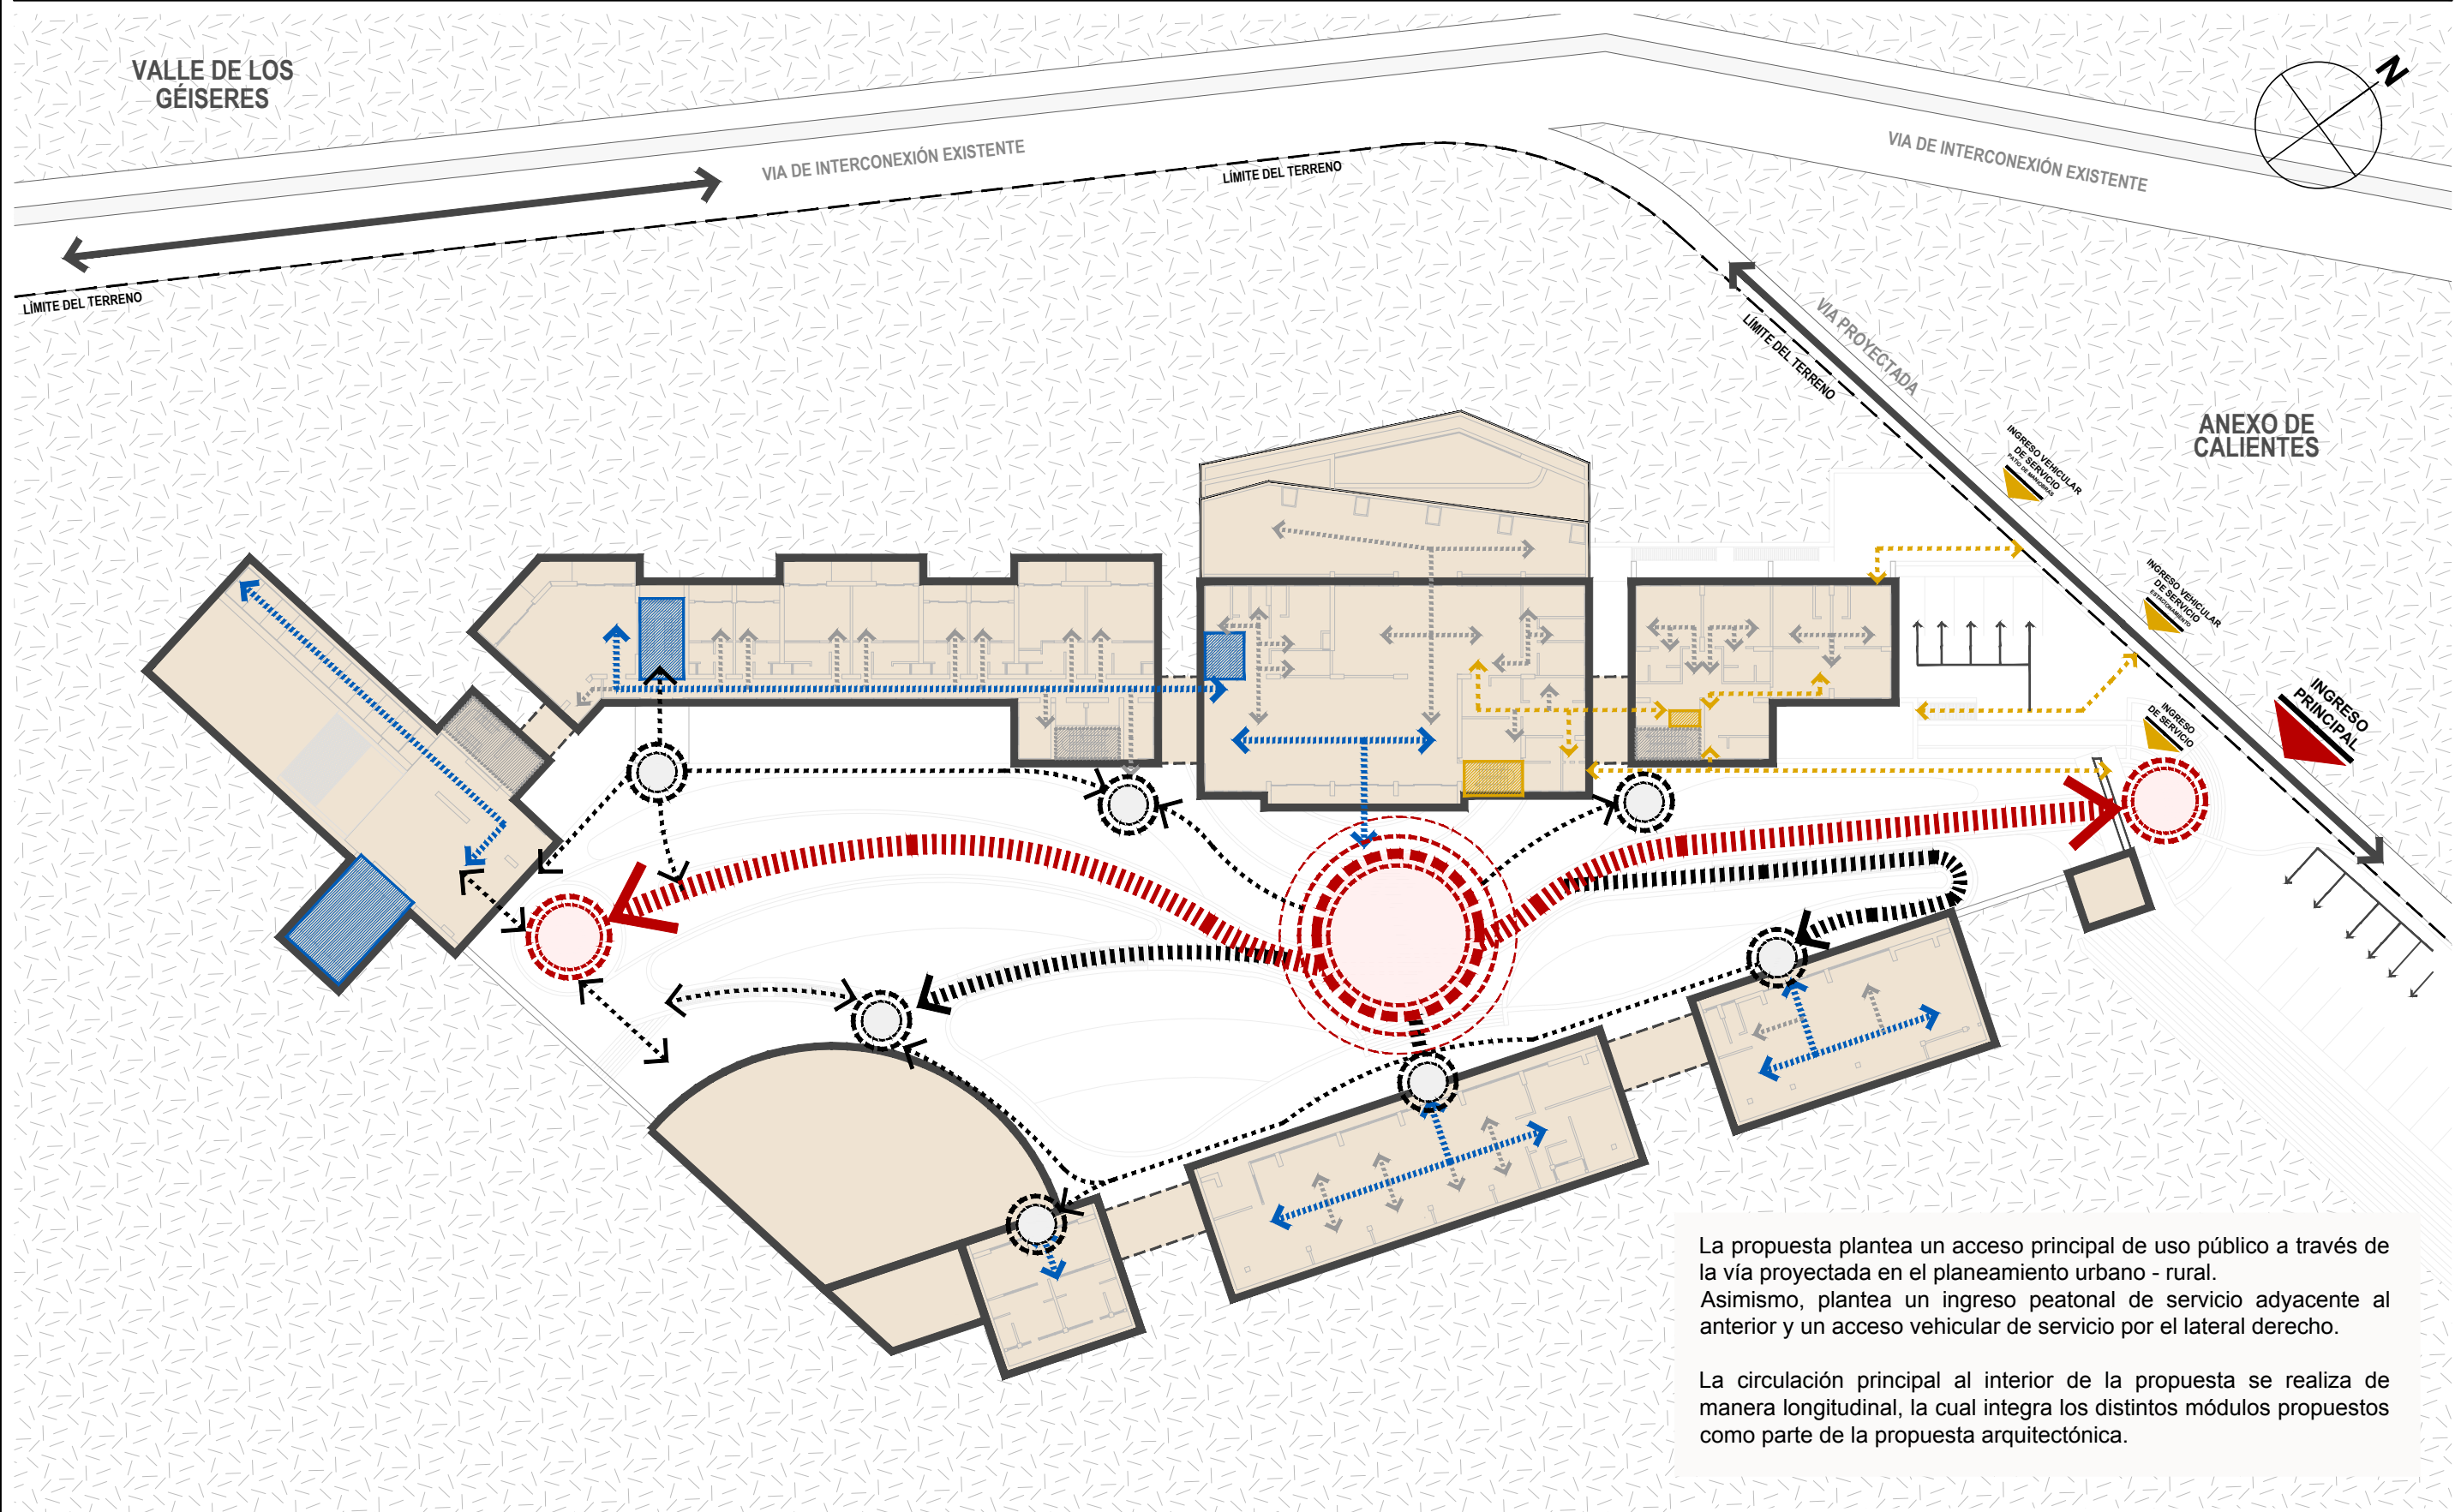 VALLE DE LOS
GÉISERES
N
VIA DE INTERCONEXIÓN EXISTENTE
VIA DE INTERCONEXIÓN EXISTENTE
LÍMITE DEL TERRENO
LÍMITE DEL TERRENO
VIA PROYECTADA
LÍMITE DEL TERRENO
ANEXO DE
CALIENTES
INGRESO VEHICULAR
DE SERVICIO
PATIO DE MANIOBRAS
INGRESO VEHICULAR
DE SERVICIO
ESTACIONAMIENTO
INGRESO
PRINCIPAL
INGRESO
DE SERVICIO
La propuesta plantea un acceso principal de uso público a través de
la vía proyectada en el planeamiento urbano - rural.
Asimismo, plantea un ingreso peatonal de servicio adyacente al
anterior y un acceso vehicular de servicio por el lateral derecho.
La circulación principal al interior de la propuesta se realiza de
manera longitudinal, la cual integra los distintos módulos propuestos
como parte de la propuesta arquitectónica.